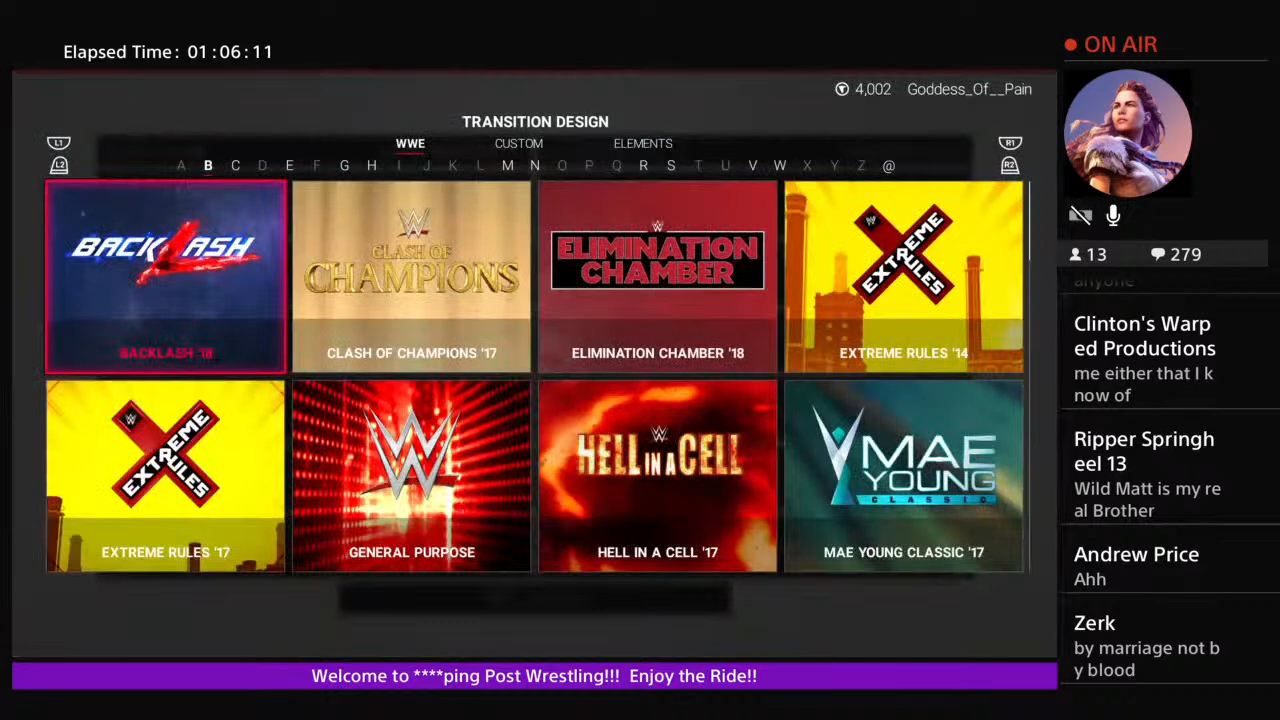 Elapsed Time: 01:06:11
ON AIR
4,002 Goddess_Of__Pain
TRANSITION DESIGN
L1
WWE CUSTOM ELEMENTS
R1
L2
A B C D E F G H I J K L M N O P Q R S T U V W X Y Z @
R2
BACKLASH
BACKLASH '18
CLASH OF
CHAMPIONS
CLASH OF CHAMPIONS '17
ELIMINATION
CHAMBER
ELIMINATION CHAMBER '18
EXTREME
RULES
EXTREME RULES '14
EXTREME
RULES
EXTREME RULES '17
GENERAL PURPOSE
HELL IN A CELL
HELL IN A CELL '17
MAE
YOUNG
CLASSIC
MAE YOUNG CLASSIC '17
Welcome to ****ping Post Wrestling!!! Enjoy the Ride!!
13 279
anyone
Clinton's Warp
ed Productions
me either that I k
now of
Ripper Springh
eel 13
Wild Matt is my re
al Brother
Andrew Price
Ahh
Zerk
by marriage not b
y blood